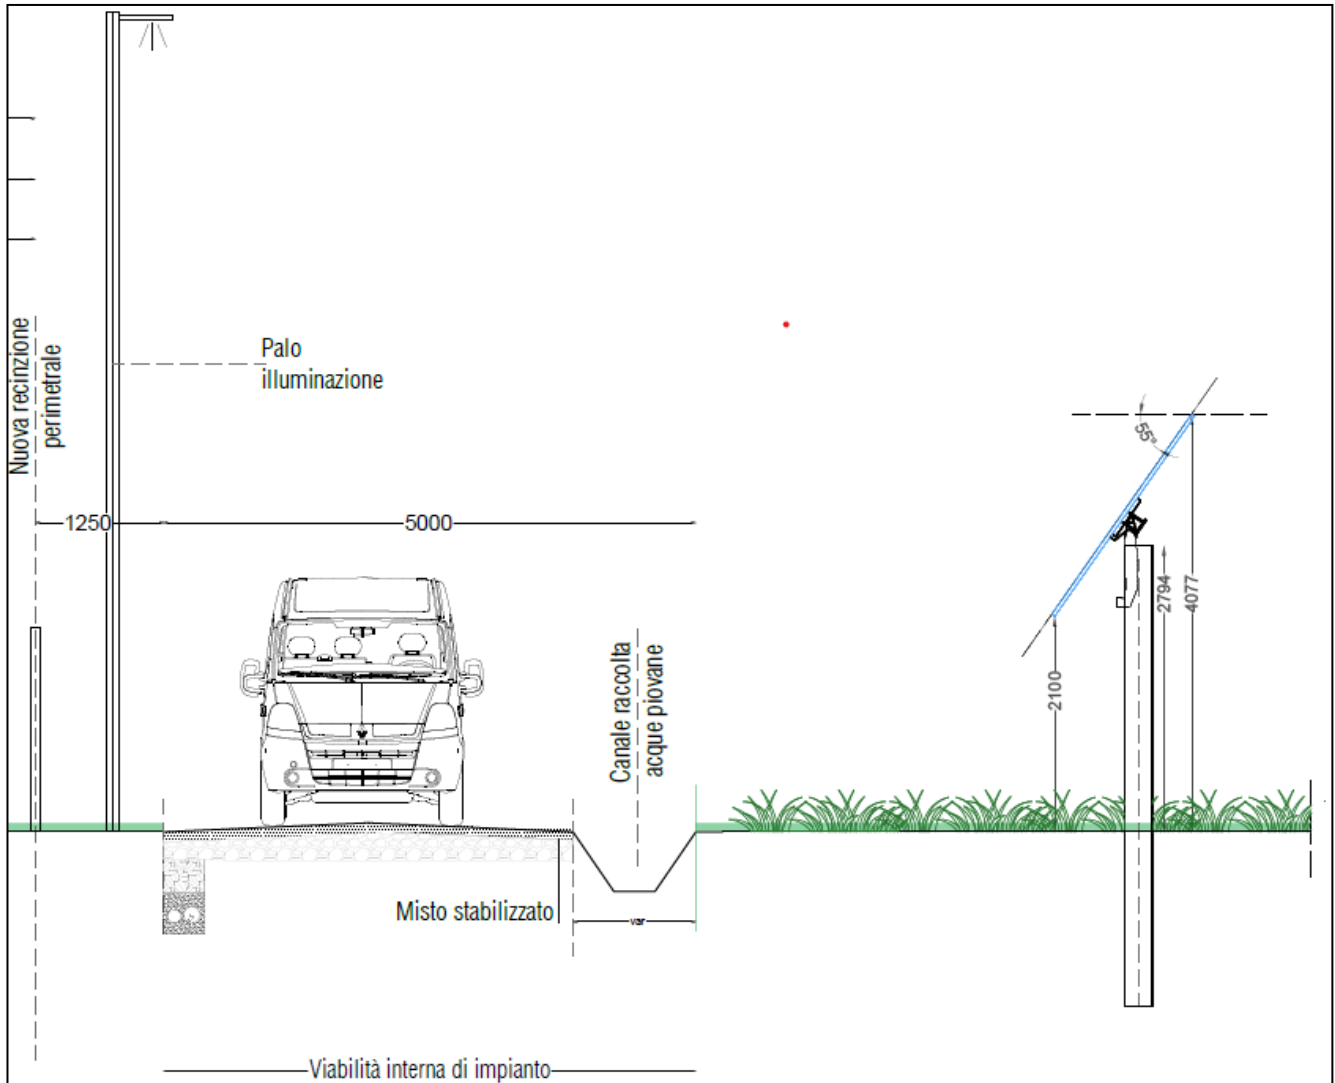 Palo
illuminazione
Nuova recinzione
perimetrale
55°
1250
5000
2794
4077
2100
Canale raccolta
acque piovane
Misto stabilizzato
var
Viabilità interna di impianto